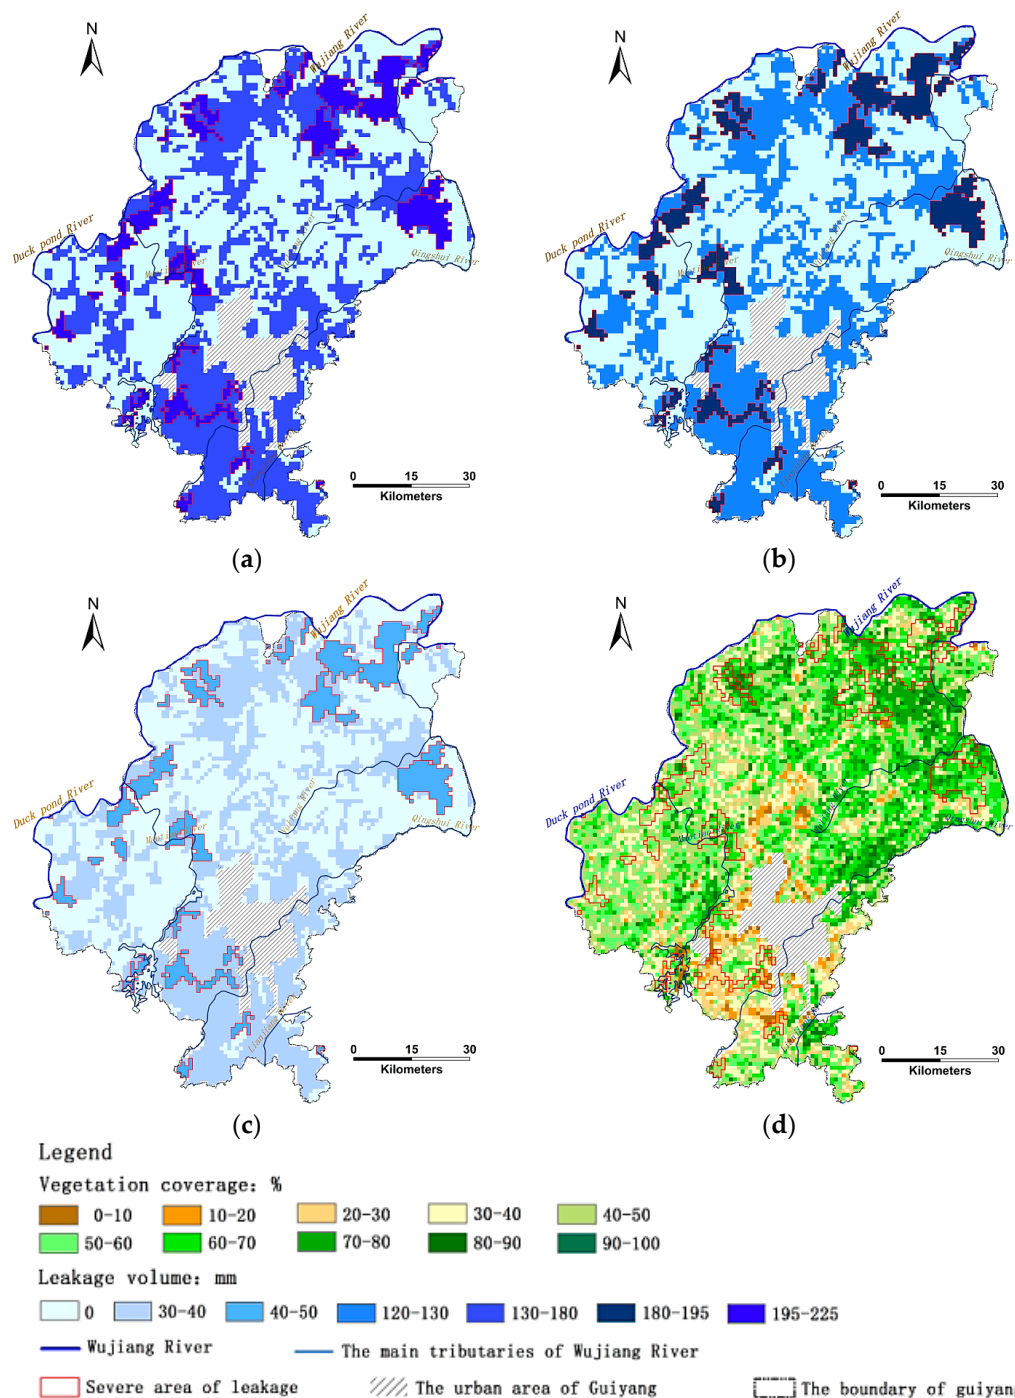 N
Wujiang River
Duck pond River
Qingshui River
0 15 30
Kilometers
(a)
N
Wujiang River
Duck pond River
Qingshui River
0 15 30
Kilometers
(b)
N
Wujiang River
Duck pond River
Qingshui River
0 15 30
Kilometers
(c)
N
Wujiang River
Duck pond River
Qingshui River
0 15 30
Kilometers
(d)
Legend
Vegetation coverage: %
0-10 10-20 20-30 30-40 40-50
50-60 60-70 70-80 80-90 90-100
Leakage volume: mm
0 30-40 40-50 120-130 130-180 180-195 195-225
Wujiang River The main tributaries of Wujiang River
Severe area of leakage The urban area of Guiyang The boundary of guiyan